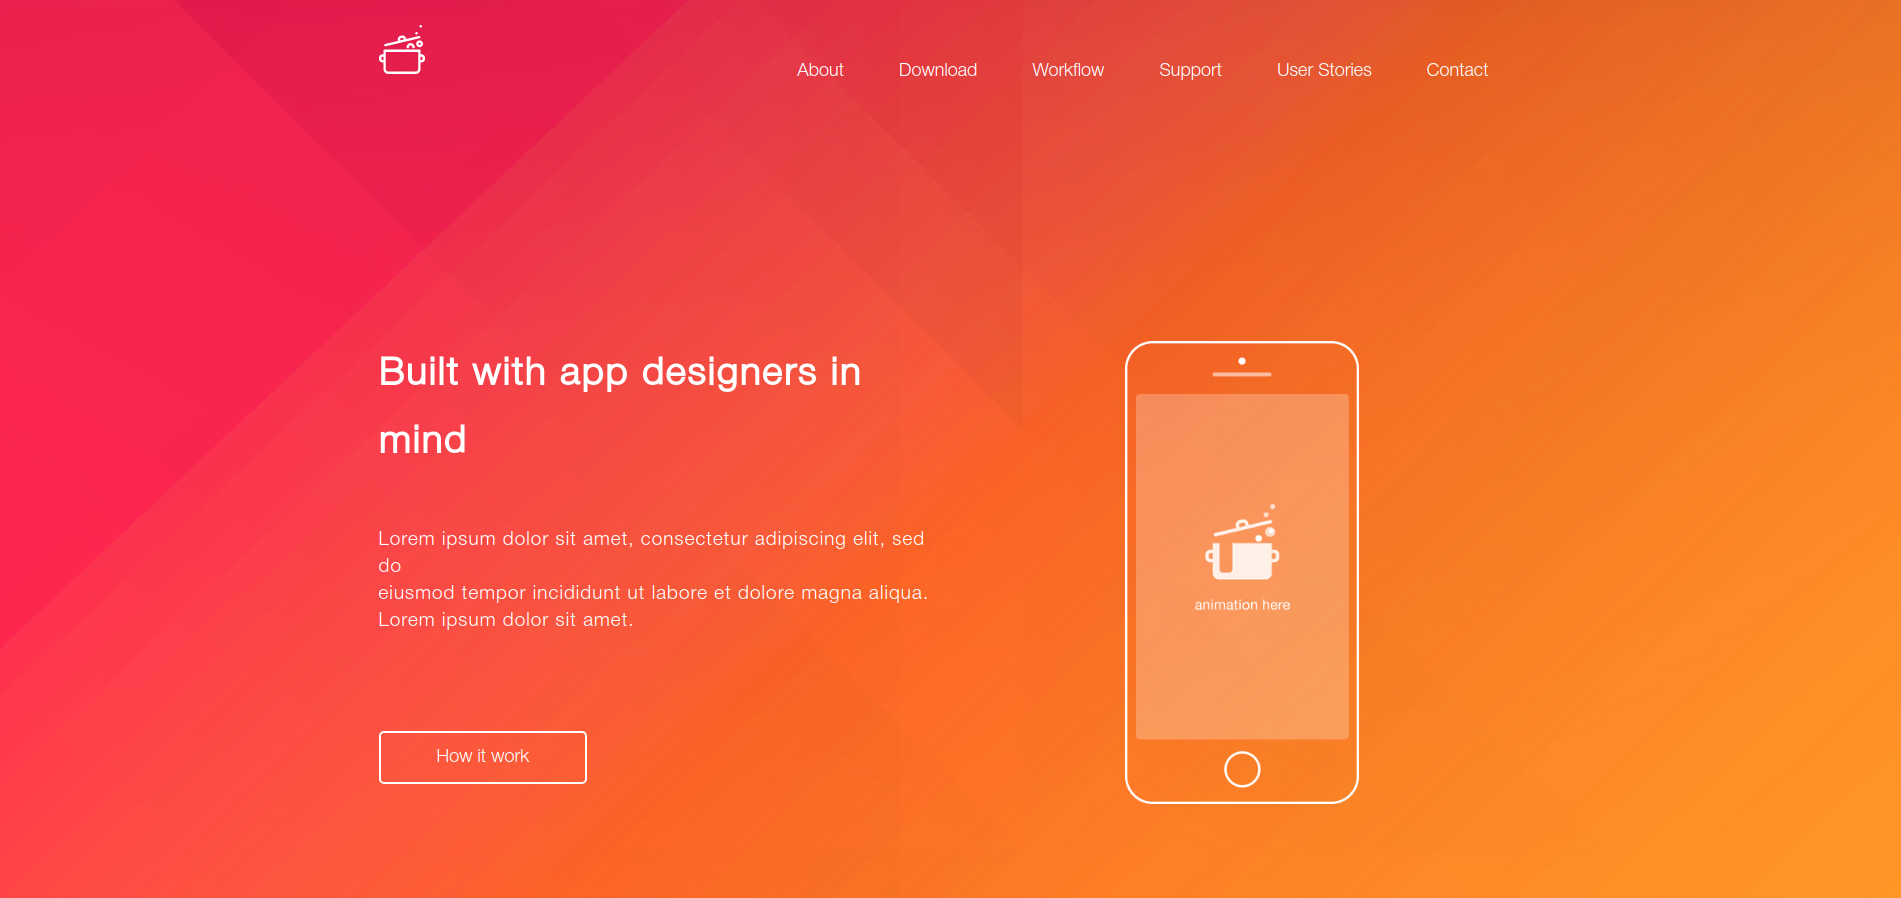 About Download Workflow Support User Stories Contact
Built with app designers in
mind
Lorem ipsum dolor sit amet, consectetur adipiscing elit, sed
do
eiusmod tempor incididunt ut labore et dolore magna aliqua.
Lorem ipsum dolor sit amet.
How it work
animation here